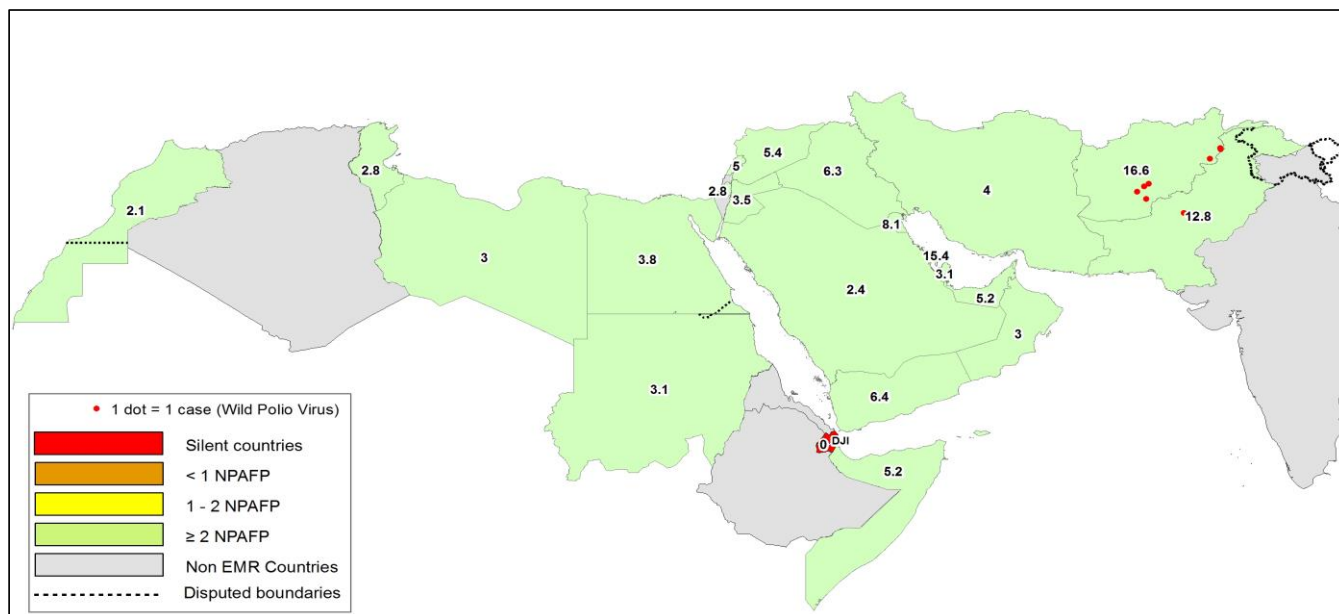 5.4
5
6.3
16.6
2.8
2.8
3.5
4
2.1
8.1
12.8
3
3.8
15.4
3.1
2.4
5.2
3
3.1
6.4
0
DJI
5.2
1 dot = 1 case (Wild Polio Virus)
Silent countries
< 1 NPAFP
1 - 2 NPAFP
≥ 2 NPAFP
Non EMR Countries
Disputed boundaries